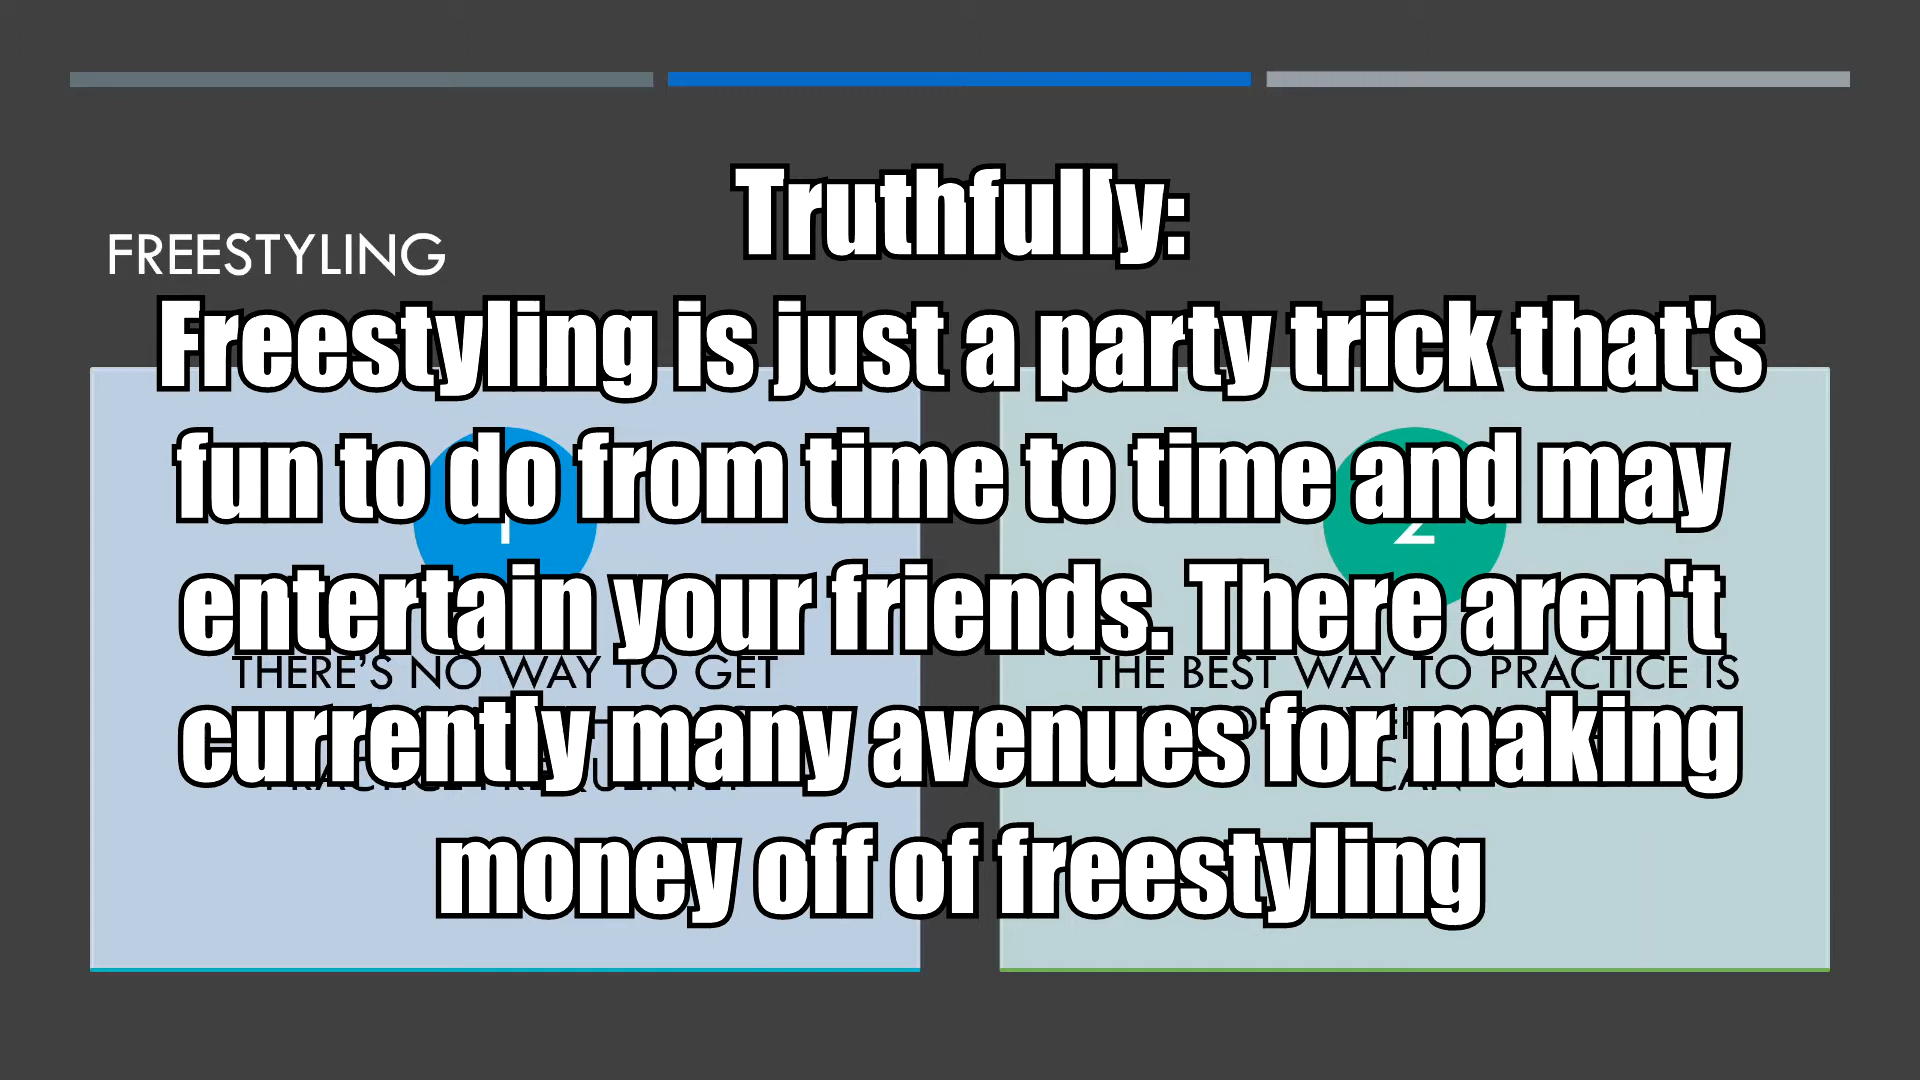 Truthfully:
FREESTYLING
Freestyling is just a party trick that's
fun to do from time to time and may
entertain your friends. There aren't
currently many avenues for making
money off of freestyling
THERE’S NO WAY TO GET
THE BEST WAY TO PRACTICE IS
CAN